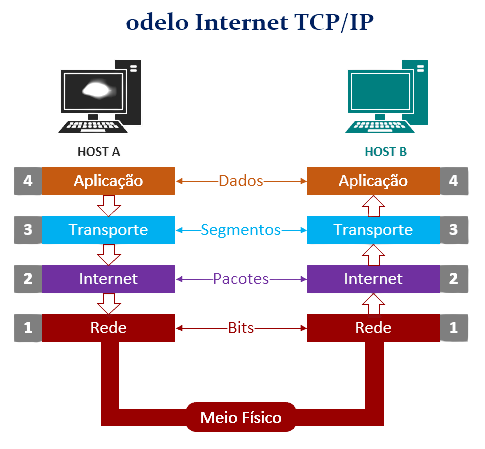 odelo Internet TCP/IP
HOST A HOST B
4 Aplicação Dados Aplicação 4
3 Transporte Segmentos Transporte 3
2 Internet Pacotes Internet 2
1 Rede Bits Rede 1
Meio Físico